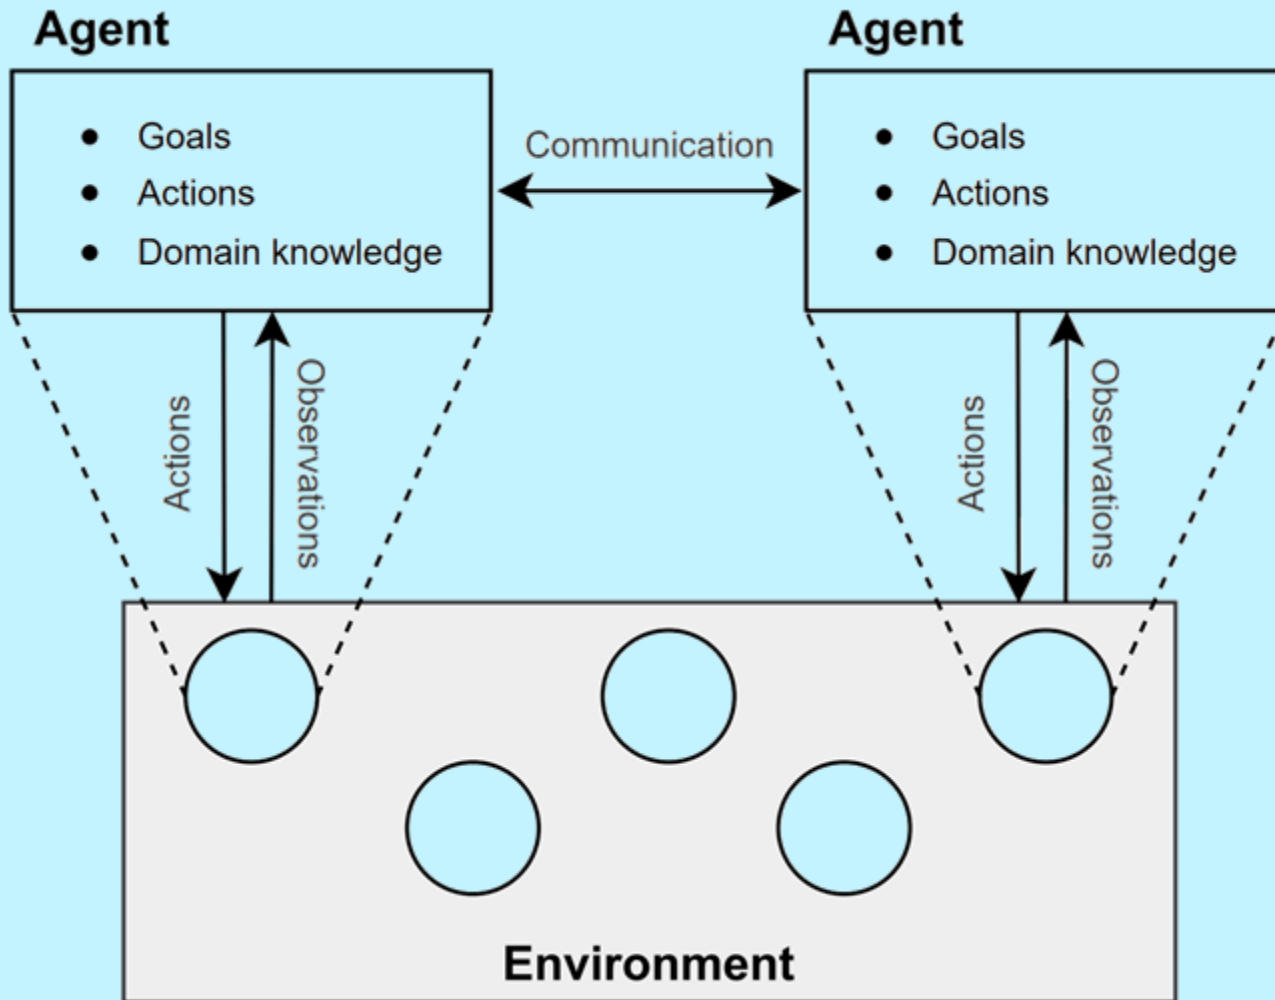 Agent
Agent
• Goals
• Actions
• Domain knowledge
Communication
• Goals
• Actions
• Domain knowledge
Actions
Observations
Actions
Observations
Environment